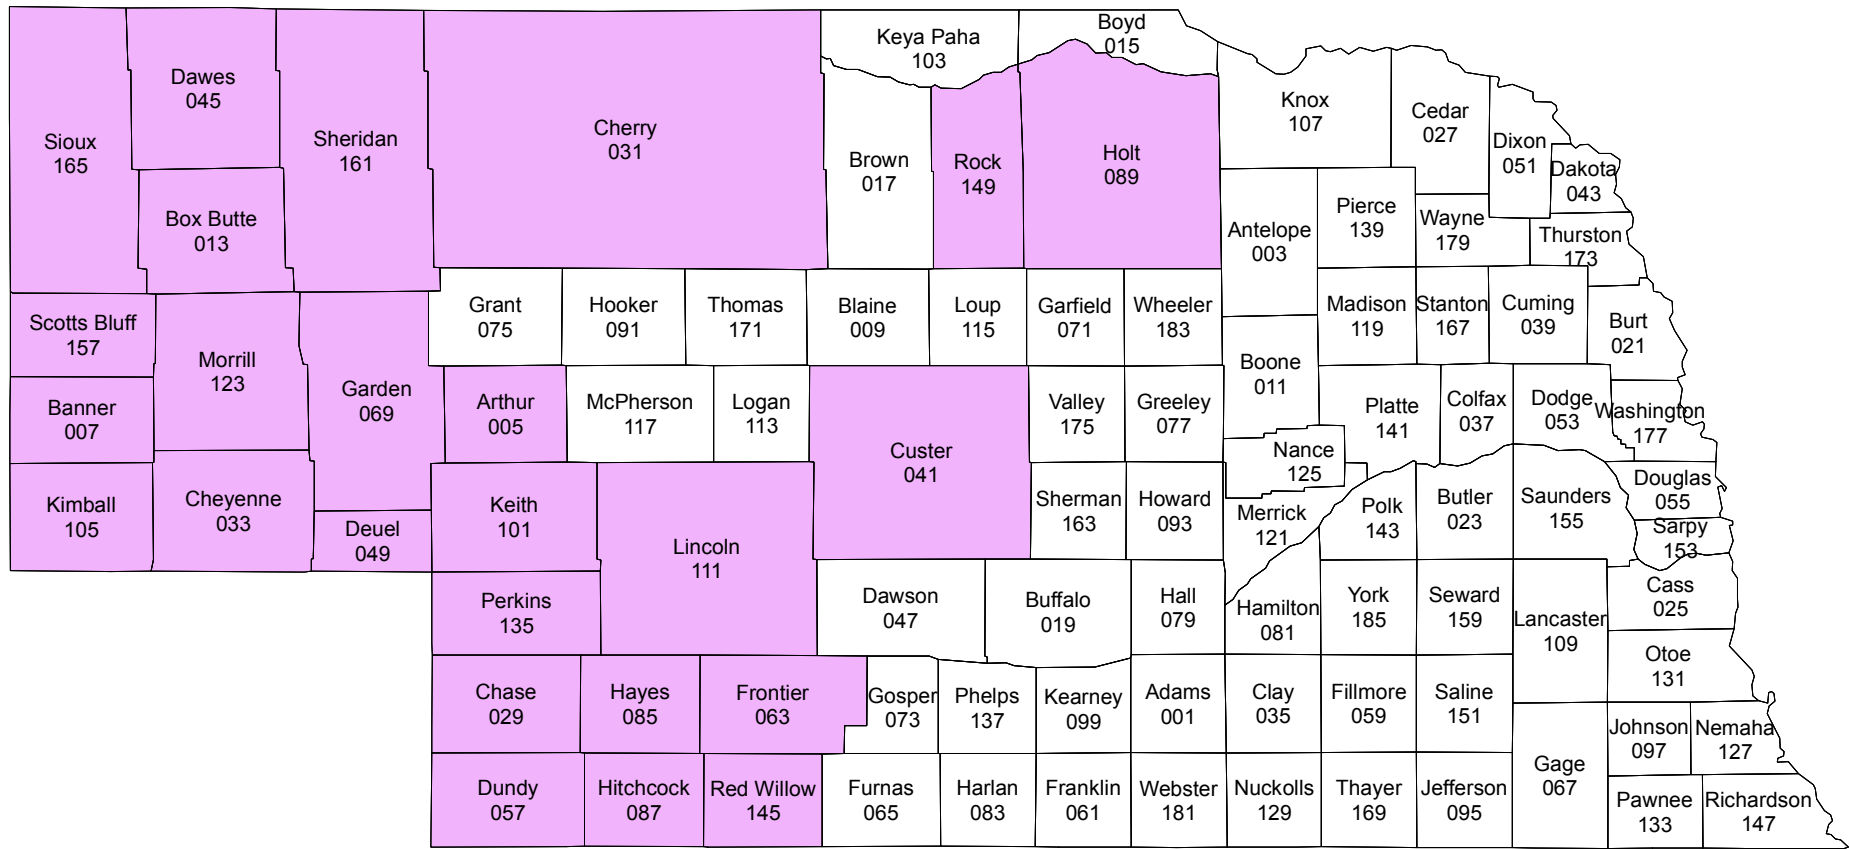 Boyd
015
Keya Paha
103
Dawes
045
Sioux
165
Sheridan
161
Cherry
031
Brown
017
Rock
149
Holt
089
Knox
107
Cedar
027
Dixon
051
Dakota
043
Box Butte
013
Antelope
003
Pierce
139
Wayne
179
Thurston
173
Scotts Bluff
157
Morrill
123
Grant
075
Hooker
091
Thomas
171
Blaine
009
Loup
115
Garfield
071
Wheeler
183
Madison
119
Stanton
167
Cuming
039
Burt
021
Banner
007
Garden
069
Arthur
005
McPherson
117
Logan
113
Custer
041
Valley
175
Greeley
077
Boone
011
Platte
141
Colfax
037
Dodge
053
Washington
177
Nance
125
Kimball
105
Cheyenne
033
Deuel
049
Keith
101
Lincoln
111
Sherman
163
Howard
093
Merrick
121
Polk
143
Butler
023
Saunders
155
Douglas
055
Sarpy
153
Perkins
135
Dawson
047
Buffalo
019
Hall
079
Hamilton
081
York
185
Seward
159
Lancaster
109
Cass
025
Otoe
131
Chase
029
Hayes
085
Frontier
063
Gosper
073
Phelps
137
Kearney
099
Adams
001
Clay
035
Fillmore
059
Saline
151
Johnson
097
Nemaha
127
Dundy
057
Hitchcock
087
Red Willow
145
Furnas
065
Harlan
083
Franklin
061
Webster
181
Nuckolls
129
Thayer
169
Jefferson
095
Gage
067
Pawnee
133
Richardson
147